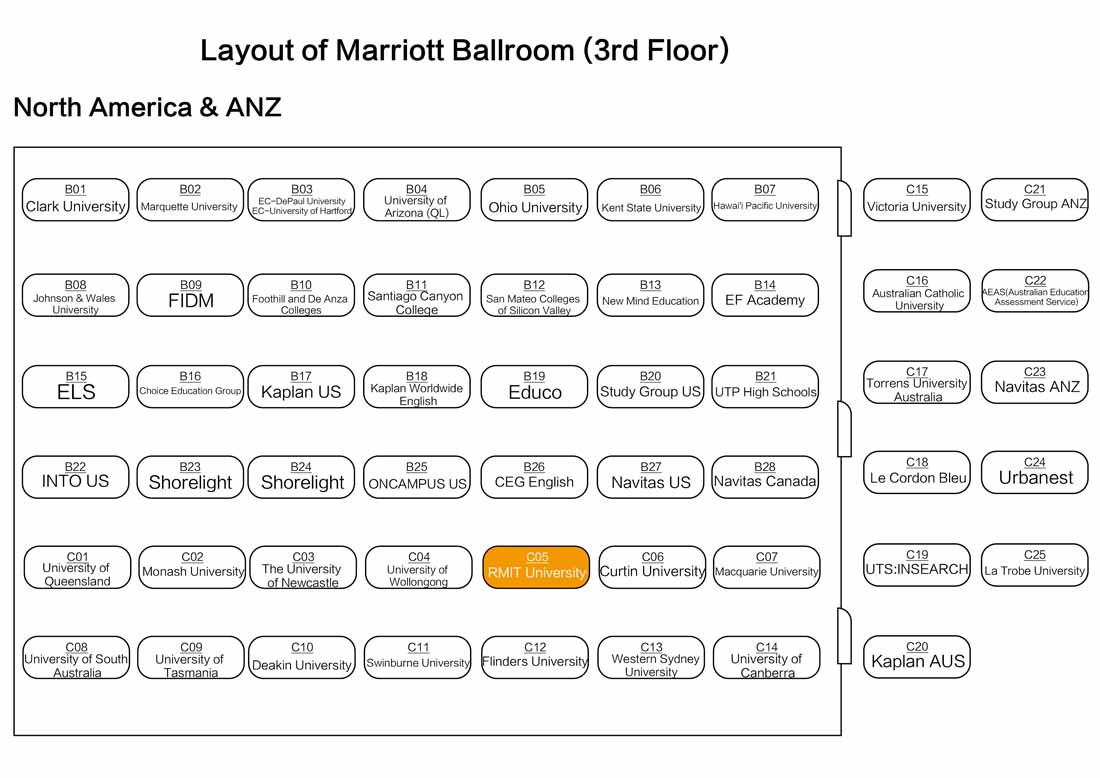 Layout of Marriott Ballroom (3rd Floor)
North America & ANZ
B01
Clark University
B02
Marquette University
B03
EC-DePaul University
EC-University of Hartford
B04
University of
Arizona (QL)
B05
Ohio University
B06
Kent State University
B07
Hawai'i Pacific University
C15
Victoria University
C21
Study Group ANZ
B08
Johnson & Wales
University
B09
FIDM
B10
Foothill and De Anza
Colleges
B11
Santiago Canyon
College
B12
San Mateo Colleges
of Silicon Valley
B13
New Mind Education
B14
EF Academy
C16
Australian Catholic
University
C22
AEAS(Australian Education
Assessment Service)
B15
ELS
B16
Choice Education Group
B17
Kaplan US
B18
Kaplan Worldwide
English
B19
Educo
B20
Study Group US
B21
UTP High Schools
C17
Torrens University
Australia
C23
Navitas ANZ
B22
INTO US
B23
Shorelight
B24
Shorelight
B25
ONCAMPUS US
B26
CEG English
B27
Navitas US
B28
Navitas Canada
C18
Le Cordon Bleu
C24
Urbanest
C01
University of
Queensland
C02
Monash University
C03
The University
of Newcastle
C04
University of
Wollongong
C05
RMIT University
C06
Curtin University
C07
Macquarie University
C19
UTS:INSEARCH
C25
La Trobe University
C08
University of South
Australia
C09
University of
Tasmania
C10
Deakin University
C11
Swinburne University
C12
Flinders University
C13
Western Sydney
University
C14
University of
Canberra
C20
Kaplan AUS